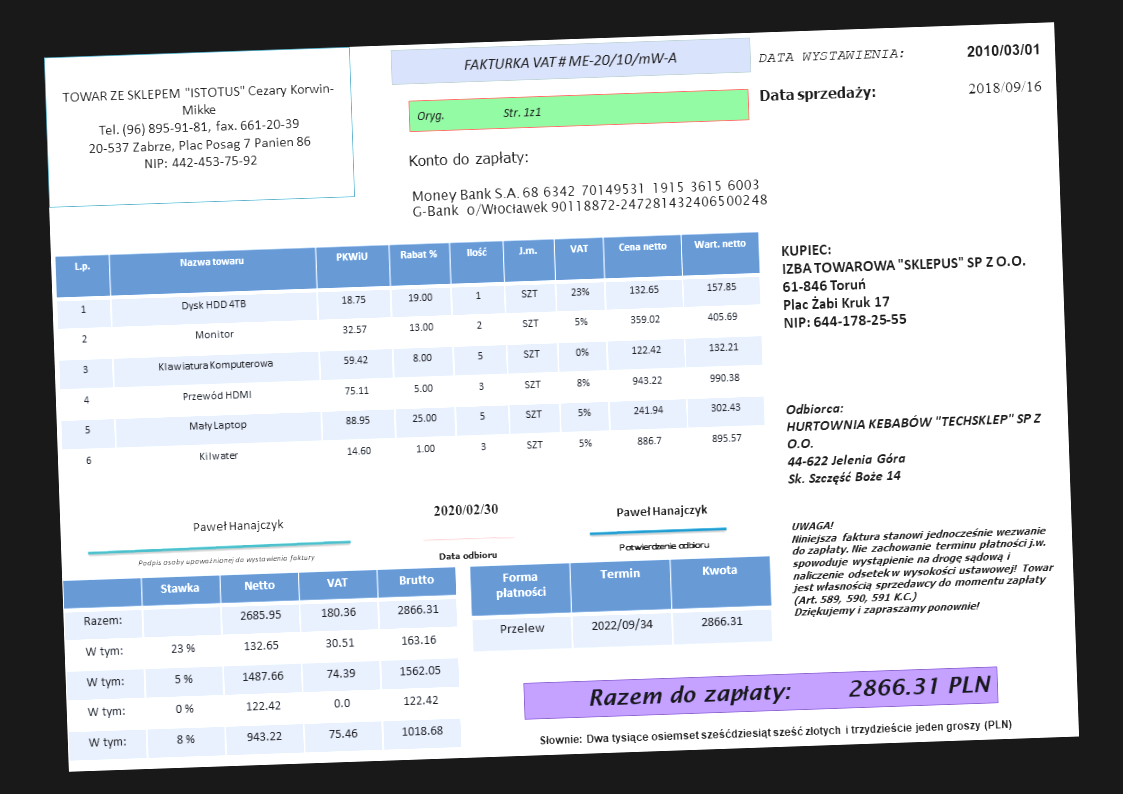 TOWAR ZE SKLEPEM "ISTOTUS" Cezary Korwin-
Mikke
Tel. (96) 895-91-81, fax. 661-20-39
20-537 Zabrze, Plac Posag 7 Panien 86
NIP: 442-453-75-92
FAKTURKA VAT # ME-20/10/mW-A
Oryg. Str. 1z1
DATA WYSTAWIENIA: 2010/03/01
Data sprzedaży: 2018/09/16
Konto do zapłaty:
Money Bank S.A. 68 6342 70149531 1915 3615 6003
G-Bank o/Włocławek 90118872-247281432406500248
L.p. Nazwa towaru PKWiU Rabat % Ilość J.m. VAT Cena netto Wart. netto
1 Dysk HDD 4TB 18.75 19.00 1 SZT 23% 132.65 157.85
2 Monitor 32.57 13.00 2 SZT 5% 359.02 405.69
3 Klawiatura Komputerowa 59.42 8.00 5 SZT 0% 122.42 132.21
4 Przewód HDMI 75.11 5.00 3 SZT 8% 943.22 990.38
5 Mały Laptop 88.95 25.00 5 SZT 5% 241.94 302.43
6 Kilwater 14.60 1.00 3 SZT 5% 886.7 895.57
KUPIEC:
IZBA TOWAROWA "SKLEPUS" SP Z O.O.
61-846 Toruń
Plac Żabi Kruk 17
NIP: 644-178-25-55
Odbiorca:
HURTOWNIA KEBABÓW "TECHSKLEP" SP Z
O.O.
44-622 Jelenia Góra
Sk. Szczęść Boże 14
Paweł Hanajczyk
Podpis osoby upoważnionej do wystawienia faktury
2020/02/30
Data odbioru
Paweł Hanajczyk
Potwierdzenie odbioru
UWAGA!
Niniejsza faktura stanowi jednocześnie wezwanie
do zapłaty. Nie zachowanie terminu płatności j.w.
spowoduje wystąpienie na drogę sądową i
naliczenie odsetek w wysokości ustawowej! Towar
jest własnością sprzedawcy do momentu zapłaty
(Art. 589, 590, 591 K.C.)
Dziękujemy i zapraszamy ponownie!
Stawka Netto VAT Brutto
Razem: 2685.95 180.36 2866.31
W tym: 23 % 132.65 30.51 163.16
W tym: 5 % 1487.66 74.39 1562.05
W tym: 0 % 122.42 0.0 122.42
W tym: 8 % 943.22 75.46 1018.68
Forma płatności Termin Kwota
Przelew 2022/09/34 2866.31
Razem do zapłaty: 2866.31 PLN
Słownie: Dwa tysiące osiemset sześćdziesiąt sześć złotych i trzydzieście jeden groszy (PLN)